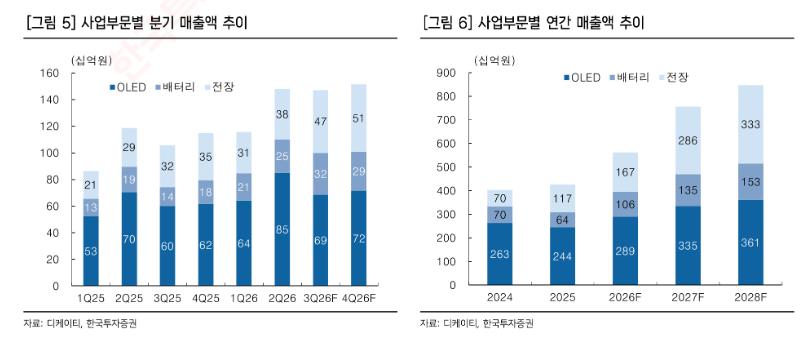 [그림 5] 사업부문별 분기 매출액 추이
(십억원)
OLED 배터리 전장
160
140
120
100
80
60
40
20
0
21 29 32 35 31 38 47 51
13 19 14 18 21 25 32 29
53 70 60 62 64 85 69 72
1Q25 2Q25 3Q25 4Q25 1Q26 2Q26 3Q26F 4Q26F
자료: 디케이티, 한국투자증권
[그림 6] 사업부문별 연간 매출액 추이
(십억원)
OLED 배터리 전장
900
800
700
600
500
400
300
200
100
0
70 117 167 286 333
70 64 106 135 153
263 244 289 335 361
2024 2025 2026F 2027F 2028F
자료: 디케이티, 한국투자증권